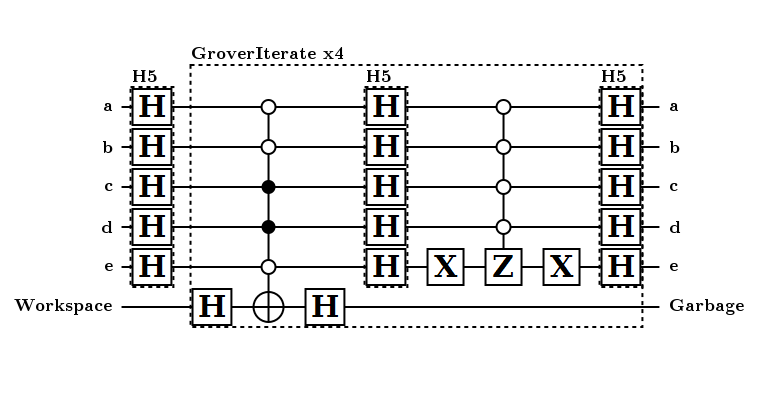 GroverIterate x4
H5 H5 H5
a H H H a
b H H H b
c H H H c
d H H H d
e H H X Z X H e
Workspace H H Garbage